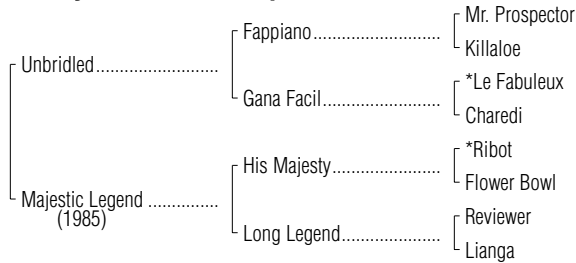 Mr. Prospector
Fappiano
Killaloe
Unbridled
*Le Fabuleux
Gana Facil
Charedi
*Ribot
His Majesty
Flower Bowl
Majestic Legend
(1985)
Reviewer
Long Legend
Lianga